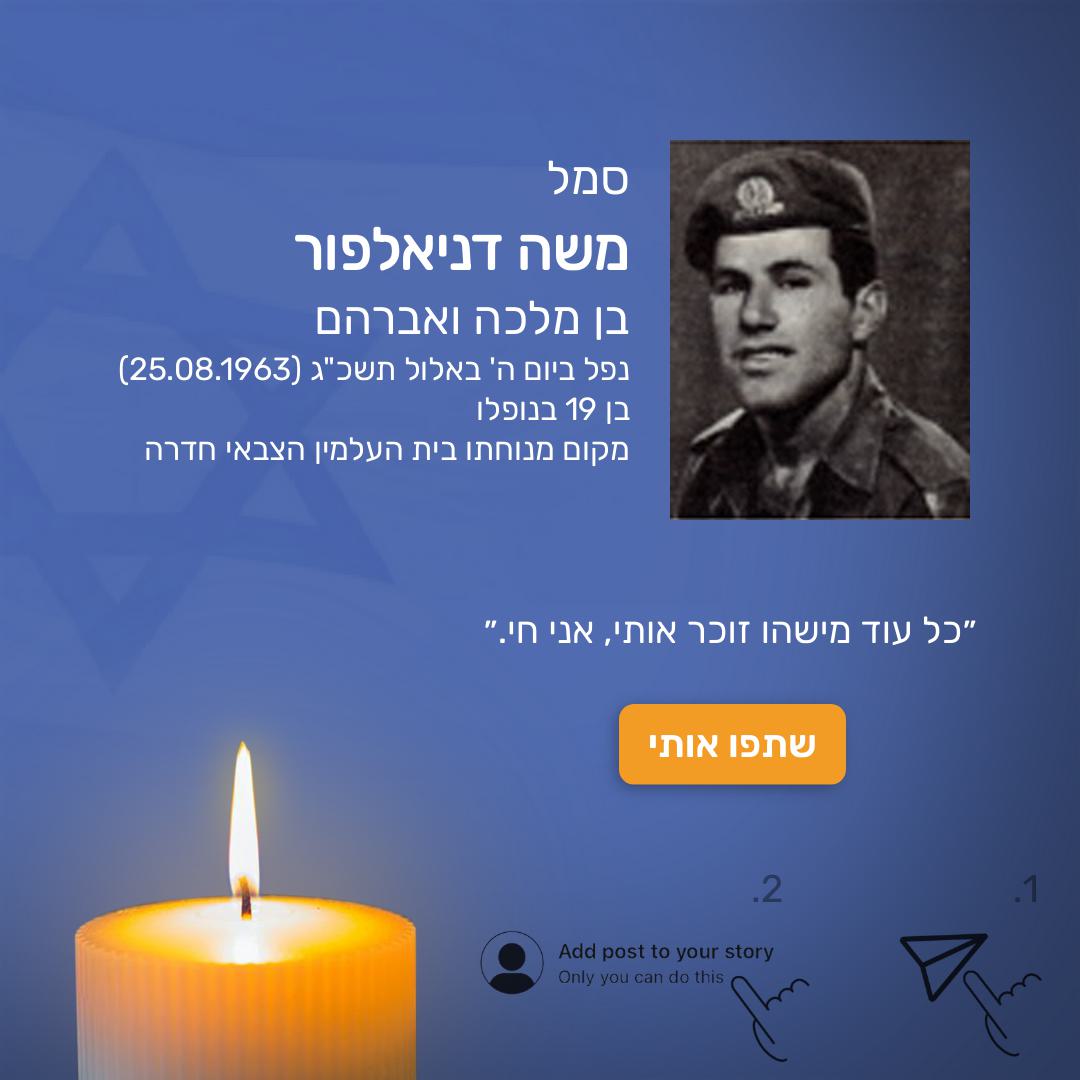 סמל
משה דניאלפור
בן מלכה ואברהם
נפל ביום ה' באלול תשכ"ג (25.08.1963)
בן 19 בנופלו
מקום מנוחתו בית העלמין הצבאי חדרה
״כל עוד מישהו זוכר אותי, אני חי.״
שתפו אותי
.1
.2
Add post to your story
Only you can do this